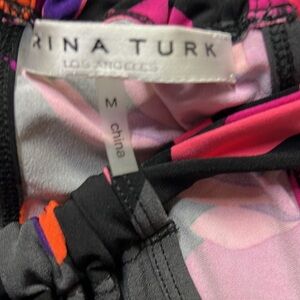 RINA TURK
LOS ANGELES
M
china